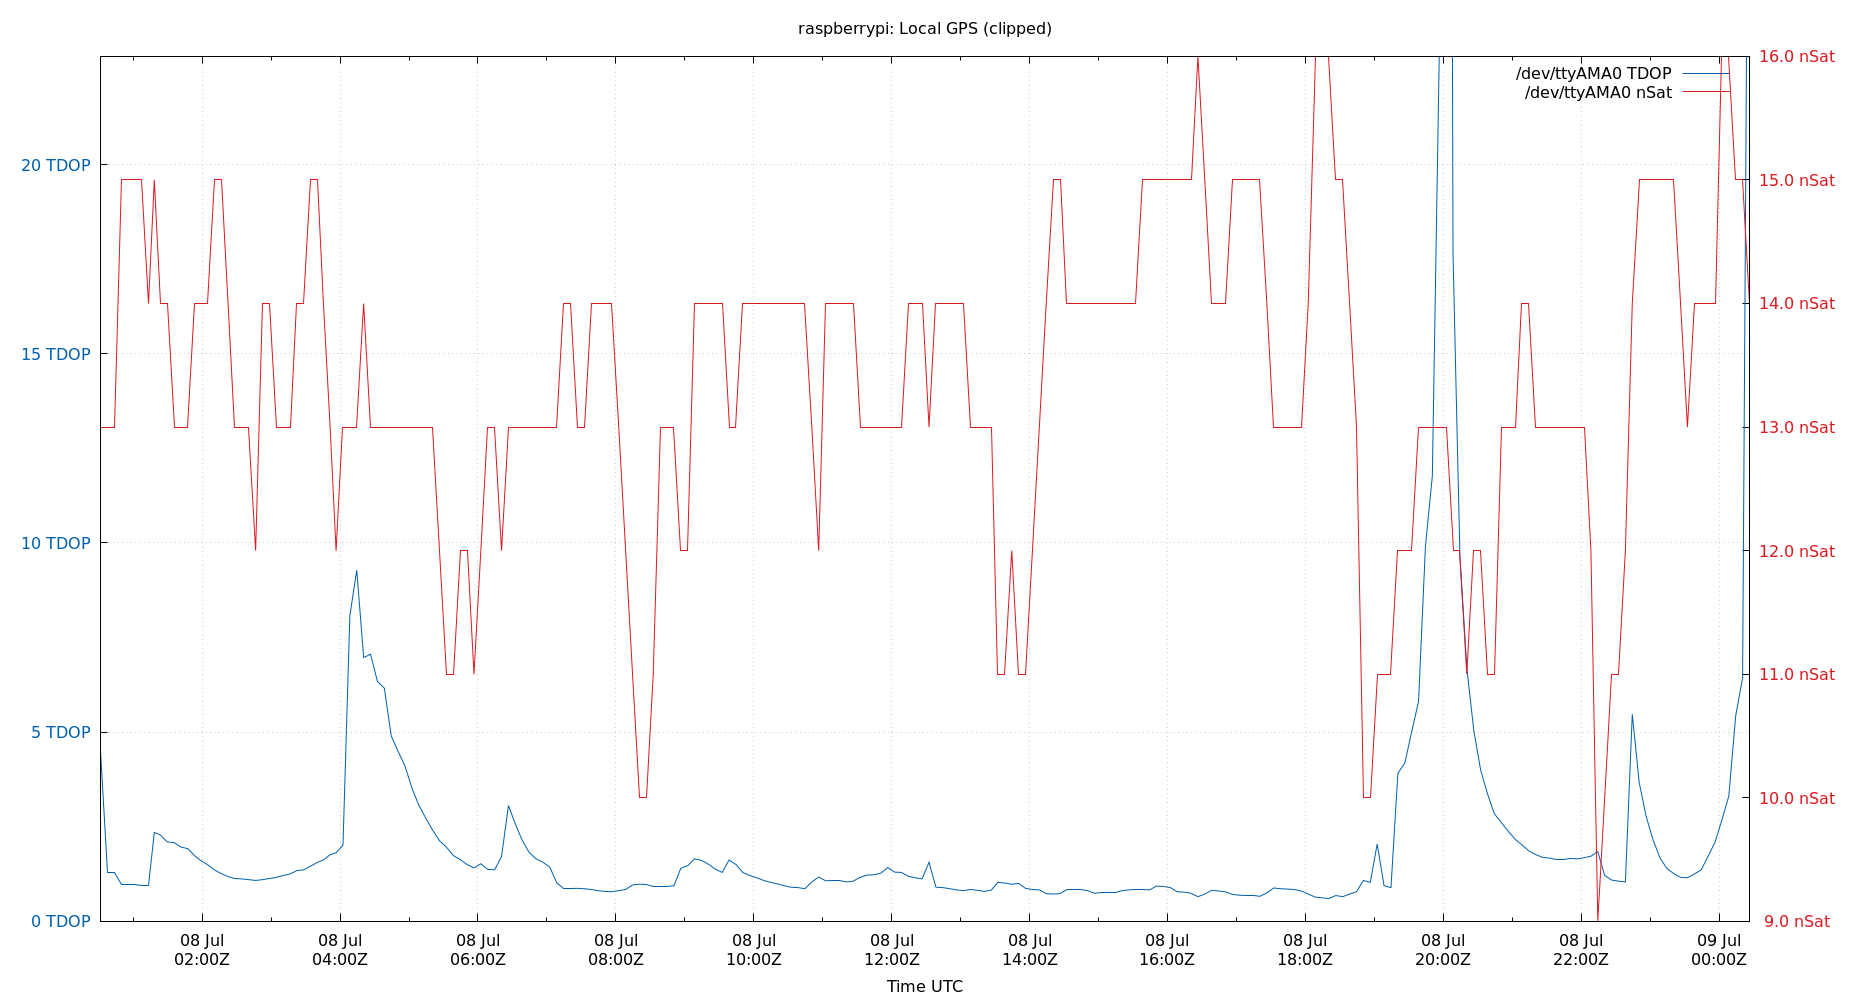 raspberrypi: Local GPS (clipped)
/dev/ttyAMA0 TDOP
/dev/ttyAMA0 nSat
20 TDOP
15 TDOP
10 TDOP
5 TDOP
0 TDOP
16.0 nSat
15.0 nSat
14.0 nSat
13.0 nSat
12.0 nSat
11.0 nSat
10.0 nSat
9.0 nSat
08 Jul
02:00Z
08 Jul
04:00Z
08 Jul
06:00Z
08 Jul
08:00Z
08 Jul
10:00Z
08 Jul
12:00Z
08 Jul
14:00Z
08 Jul
16:00Z
08 Jul
18:00Z
08 Jul
20:00Z
08 Jul
22:00Z
09 Jul
00:00Z
Time UTC